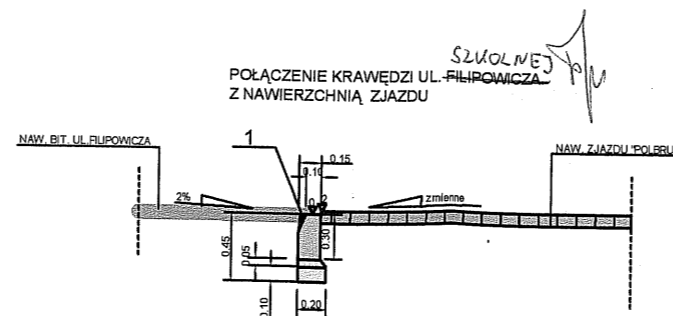 SZKOLNEJ
POŁĄCZENIE KRAWĘDZI UL. FILIPOWICZA
Z NAWIERZCHNIĄ ZJAZDU
NAW. BIT. UL.FILIPOWICZA
1
0.15
NAW. ZJAZDU "POLBRU
0.10
2%
zmienne
0.45
0.05
0.30
0.10
0.20